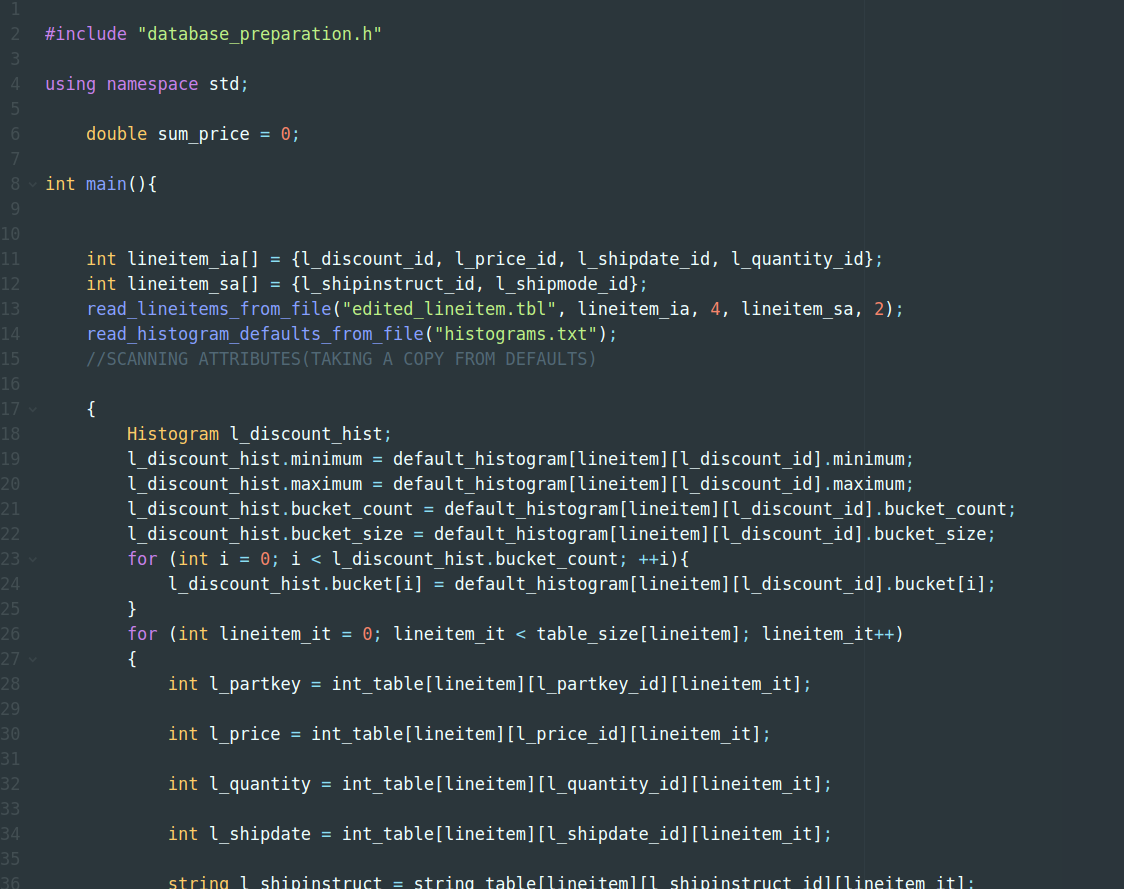 1
2 #include "database_preparation.h"
3
4 using namespace std;
5
6     double sum_price = 0;
7
8 int main(){
9
10
11     int lineitem_ia[] = {l_discount_id, l_price_id, l_shipdate_id, l_quantity_id};
12     int lineitem_sa[] = {l_shipinstruct_id, l_shipmode_id};
13     read_lineitems_from_file("edited_lineitem.tbl", lineitem_ia, 4, lineitem_sa, 2);
14     read_histogram_defaults_from_file("histograms.txt");
15     //SCANNING ATTRIBUTES(TAKING A COPY FROM DEFAULTS)
16
17     {
18         Histogram l_discount_hist;
19         l_discount_hist.minimum = default_histogram[lineitem][l_discount_id].minimum;
20         l_discount_hist.maximum = default_histogram[lineitem][l_discount_id].maximum;
21         l_discount_hist.bucket_count = default_histogram[lineitem][l_discount_id].bucket_count;
22         l_discount_hist.bucket_size = default_histogram[lineitem][l_discount_id].bucket_size;
23         for (int i = 0; i < l_discount_hist.bucket_count; ++i){
24             l_discount_hist.bucket[i] = default_histogram[lineitem][l_discount_id].bucket[i];
25         }
26         for (int lineitem_it = 0; lineitem_it < table_size[lineitem]; lineitem_it++)
27         {
28             int l_partkey = int_table[lineitem][l_partkey_id][lineitem_it];
29
30             int l_price = int_table[lineitem][l_price_id][lineitem_it];
31
32             int l_quantity = int_table[lineitem][l_quantity_id][lineitem_it];
33
34             int l_shipdate = int_table[lineitem][l_shipdate_id][lineitem_it];
35
36             string l_shipinstruct = string_table[lineitem][l_shipinstruct_id][lineitem_it];